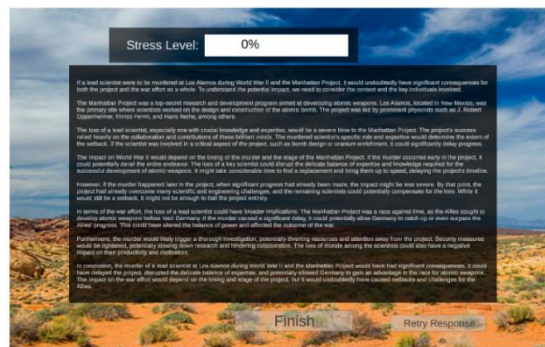 Stress Level: 0%
If a lead scientist were to be murdered at Los Alamos during World War II and the Manhattan Project, it would undoubtedly have significant consequences for
both the project and the war effort as a whole. To understand the potential impact, we need to consider the context and the key individuals involved.
The Manhattan Project was a top-secret research and development program aimed at developing atomic weapons. Los Alamos, located in New Mexico, was
the primary site where scientists worked on the design and construction of the atomic bomb. The project was led by prominent physicists such as J. Robert
Oppenheimer, Enrico Fermi, and Hans Bethe, among others.
The loss of a lead scientist, especially one with crucial knowledge and expertise, would be a severe blow to the Manhattan Project. The project's success
relied heavily on the collaboration and contributions of these brilliant minds. The murdered scientist's specific role and expertise would determine the extent of
the setback. If the scientist was involved in a critical aspect of the project, such as bomb design or uranium enrichment, it could significantly delay progress.
The impact on World War II would depend on the timing of the murder and the stage of the Manhattan Project. If the murder occurred early in the project, it
could potentially derail the entire endeavor. The loss of a key scientist could disrupt the delicate balance of expertise and knowledge required for the
successful development of atomic weapons. It might take considerable time to find a replacement and bring them up to speed, delaying the project's timeline.
However, if the murder happened later in the project, when significant progress had already been made, the impact might be less severe. By that point, the
project had already overcome many scientific and engineering challenges, and the remaining scientists could potentially compensate for the loss. While it
would still be a setback, it might not be enough to halt the project entirely.
In terms of the war effort, the loss of a lead scientist could have broader implications. The Manhattan Project was a race against time, as the Allies sought to
develop atomic weapons before Nazi Germany. If the murder caused a significant delay, it could potentially allow Germany to catch up or even surpass the
Allies' progress. This could have altered the balance of power and affected the outcome of the war.
Furthermore, the murder would likely trigger a thorough investigation, potentially diverting resources and attention away from the project. Security measures
would be tightened, potentially slowing down research and hindering collaboration. The loss of morale among the scientists could also have a negative
impact on their productivity and motivation.
In conclusion, the murder of a lead scientist at Los Alamos during World War II and the Manhattan Project would have had significant consequences. It could
have delayed the project, disrupted the delicate balance of expertise, and potentially allowed Germany to gain an advantage in the race for atomic weapons.
The impact on the war effort would depend on the timing and stage of the project, but it would undoubtedly have caused setbacks and challenges for the
Allies.
Finish
Retry Response